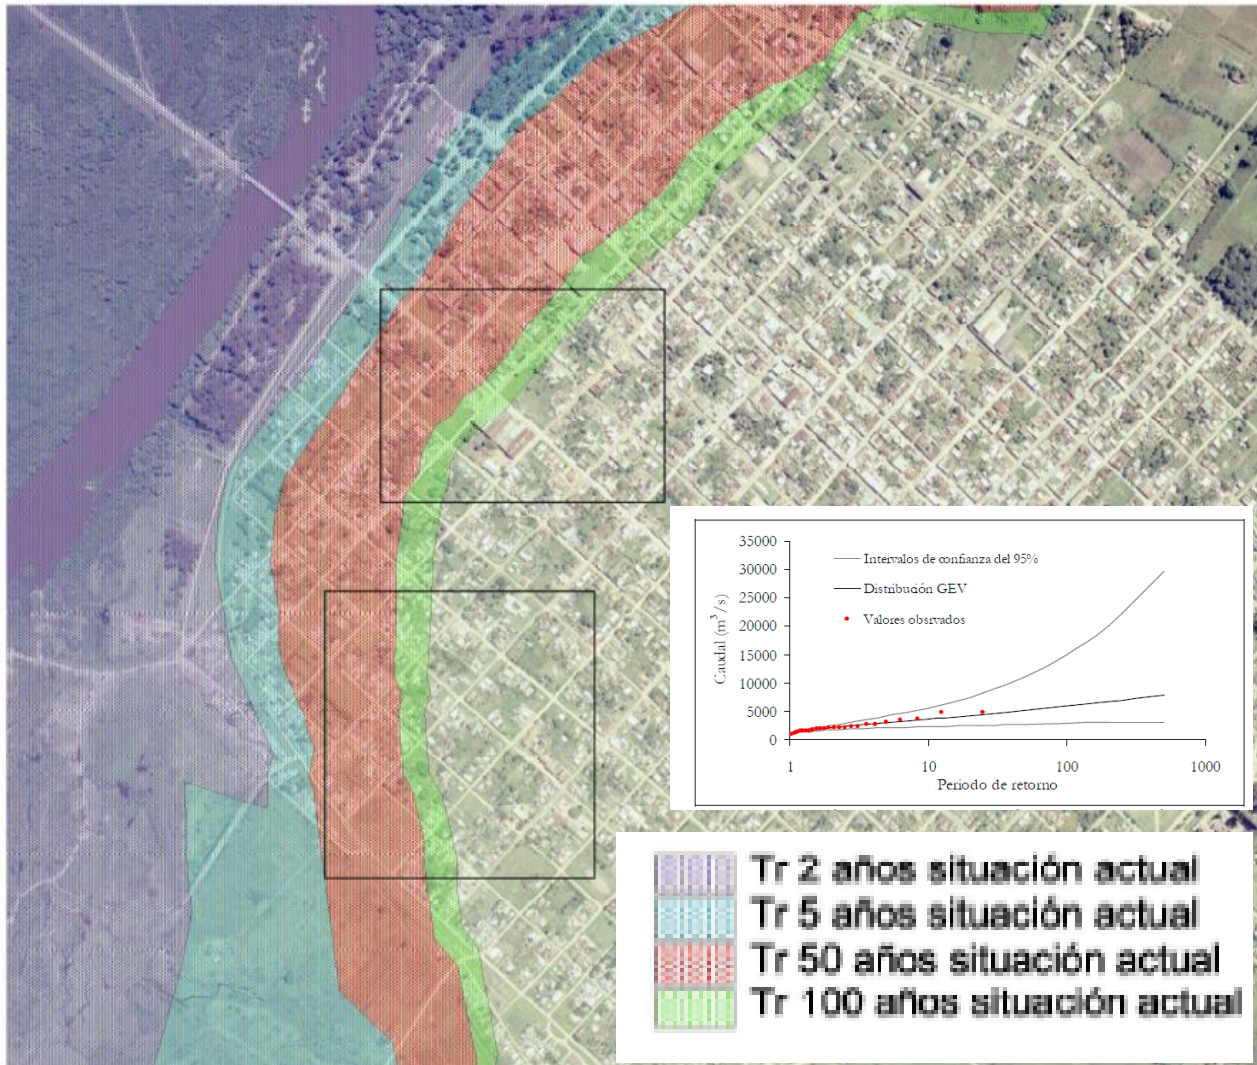 35000
30000
25000
20000
15000
10000
5000
0
Caudal (m³/s)
Intervalos de confianza del 95%
Distribución GEV
Valores obsrvados
1
10
100
1000
Periodo de retorno
Tr 2 años situación actual
Tr 5 años situación actual
Tr 50 años situación actual
Tr 100 años situación actual